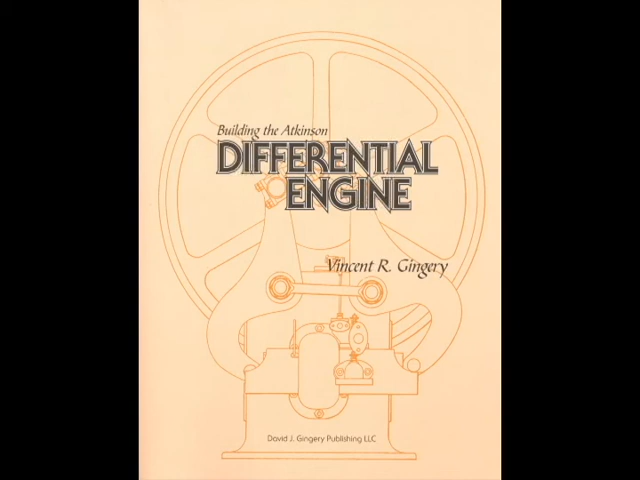 Building the Atkinson
DIFFERENTIAL
ENGINE
Vincent R. Gingery
David J. Gingery Publishing LLC